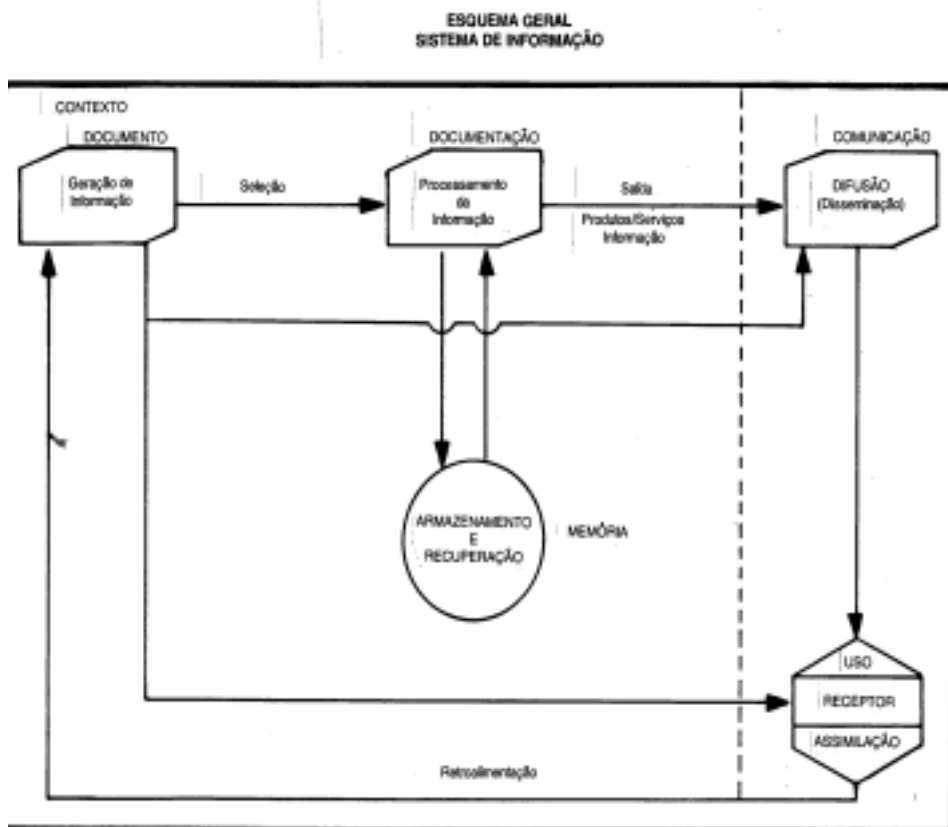 ESQUEMA GERAL
SISTEMA DE INFORMAÇÃO
CONTEXTO
DOCUMENTO
Geração de
Informação
Seleção
DOCUMENTAÇÃO
Processamento
da
Informação
Saída
Produtos/Serviços
Informação
COMUNICAÇÃO
DIFUSÃO
(Disseminação)
ARMAZENAMENTO
E
RECUPERAÇÃO
MEMÓRIA
USO
RECEPTOR
ASSIMILAÇÃO
Retroalimentação